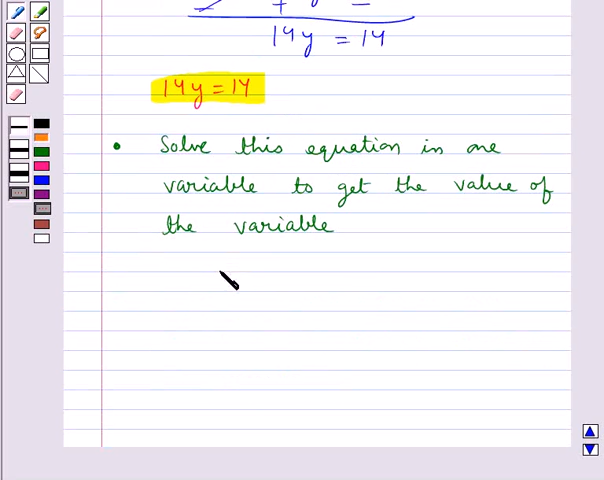 14y = 14
14y = 14
• Solve this equation in one
variable to get the value of
the variable